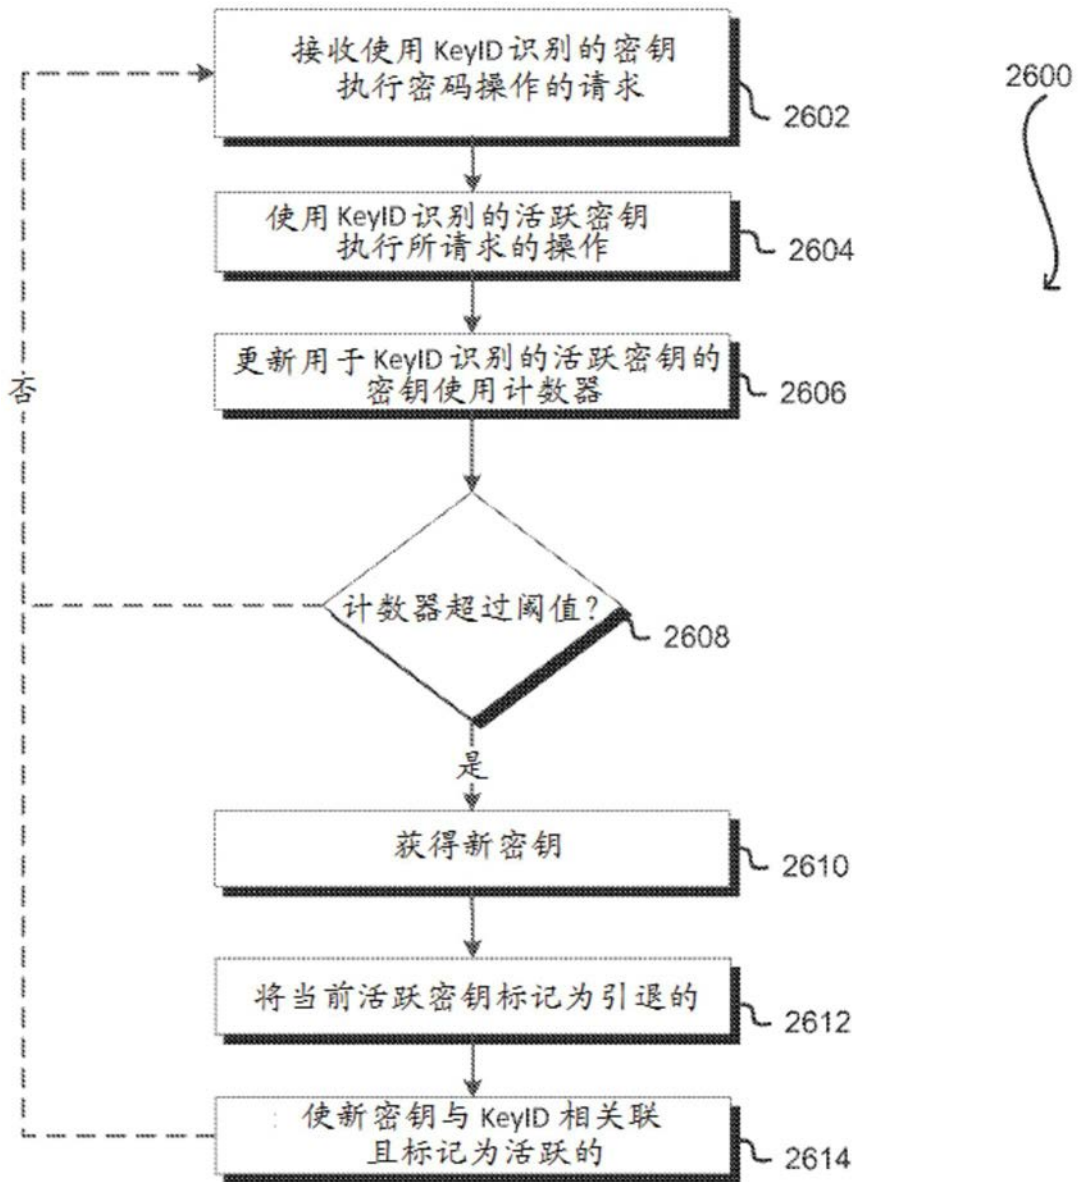 接收使用 KeyID 识别的密钥
执行密码操作的请求
2600
2602
使用 KeyID 识别的活跃密钥
执行所请求的操作
2604
更新用于 KeyID 识别的活跃密钥的
密钥使用计数器
2606
否
计数器超过阈值？
2608
是
获得新密钥
2610
将当前活跃密钥标记为引退的
2612
使新密钥与 KeyID 相关联
且标记为活跃的
2614